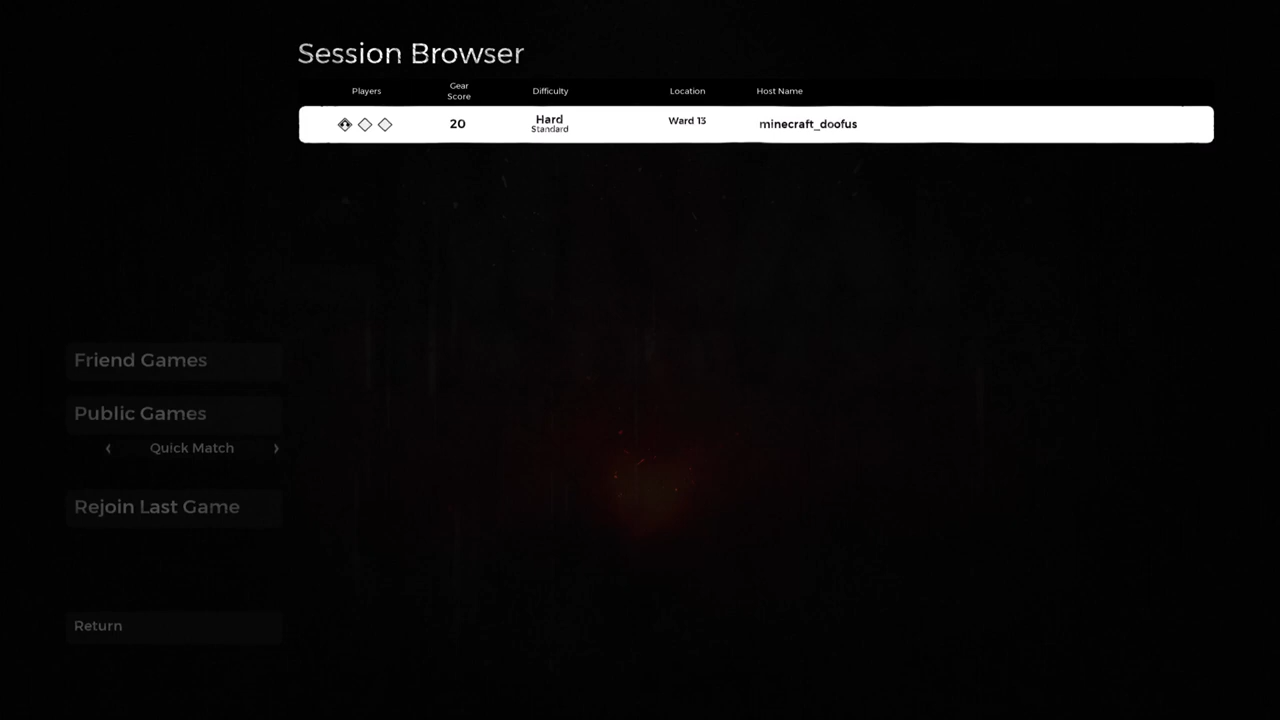 Session Browser
Players Gear Score Difficulty Location Host Name
20 Hard Standard Ward 13 minecraft_doofus
Friend Games
Public Games
Quick Match
Rejoin Last Game
Return